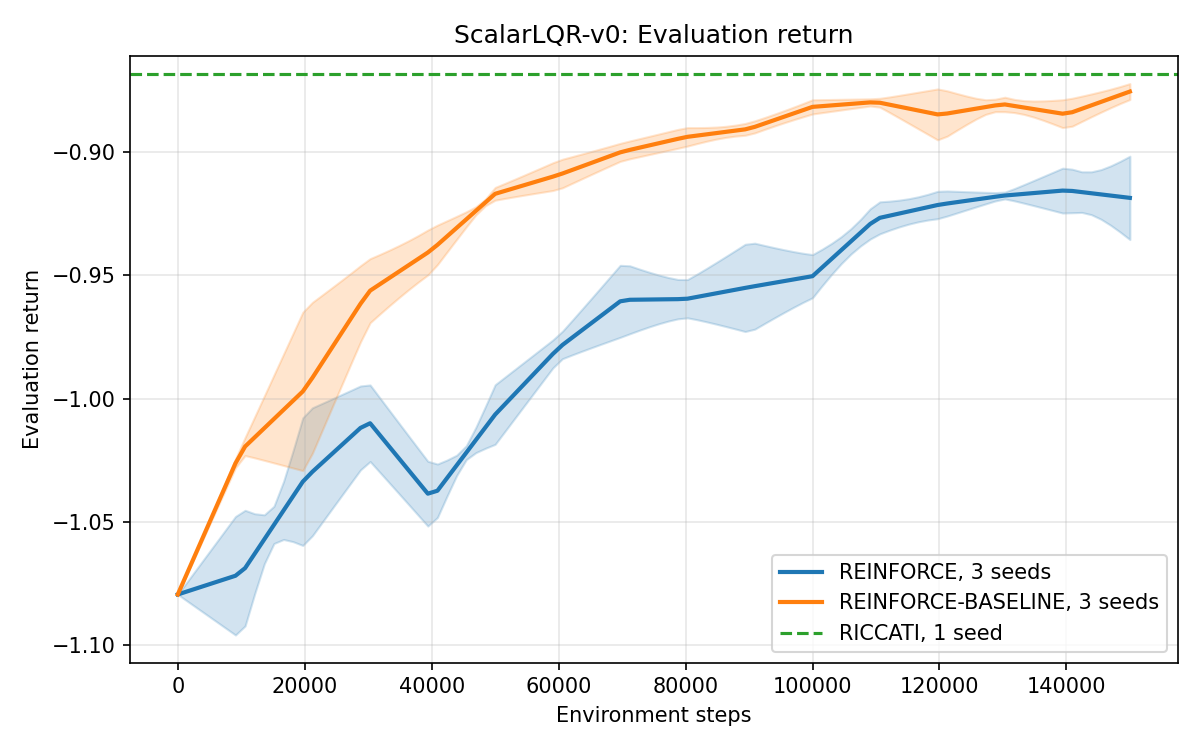 ScalarLQR-v0: Evaluation return
Evaluation return
−0.90
−0.95
−1.00
−1.05
−1.10
REINFORCE, 3 seeds
REINFORCE-BASELINE, 3 seeds
RICCATI, 1 seed
0 20000 40000 60000 80000 100000 120000 140000
Environment steps